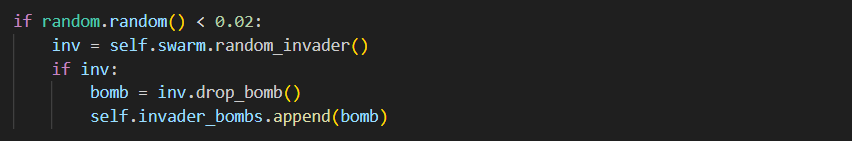 if random.random() < 0.02:
    inv = self.swarm.random_invader()
    if inv:
        bomb = inv.drop_bomb()
        self.invader_bombs.append(bomb)